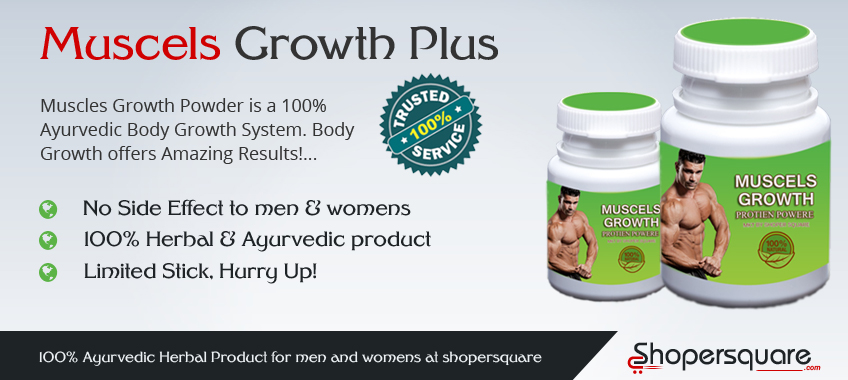 Muscels Growth Plus
Muscles Growth Powder is a 100%
Ayurvedic Body Growth System. Body
Growth offers Amazing Results!...
TRUSTED
100%
SERVICE
No Side Effect to men & womens
100% Herbal & Ayurvedic product
Limited Stick, Hurry Up!
MUSCELS
GROWTH
PROTIEN POWERE
100%
MUSCELS
GROWTH
PROTIEN POWERE
100%
NATURAL
100% Ayurvedic Herbal Product for men and womens at shopersquare
Shopersquare.com